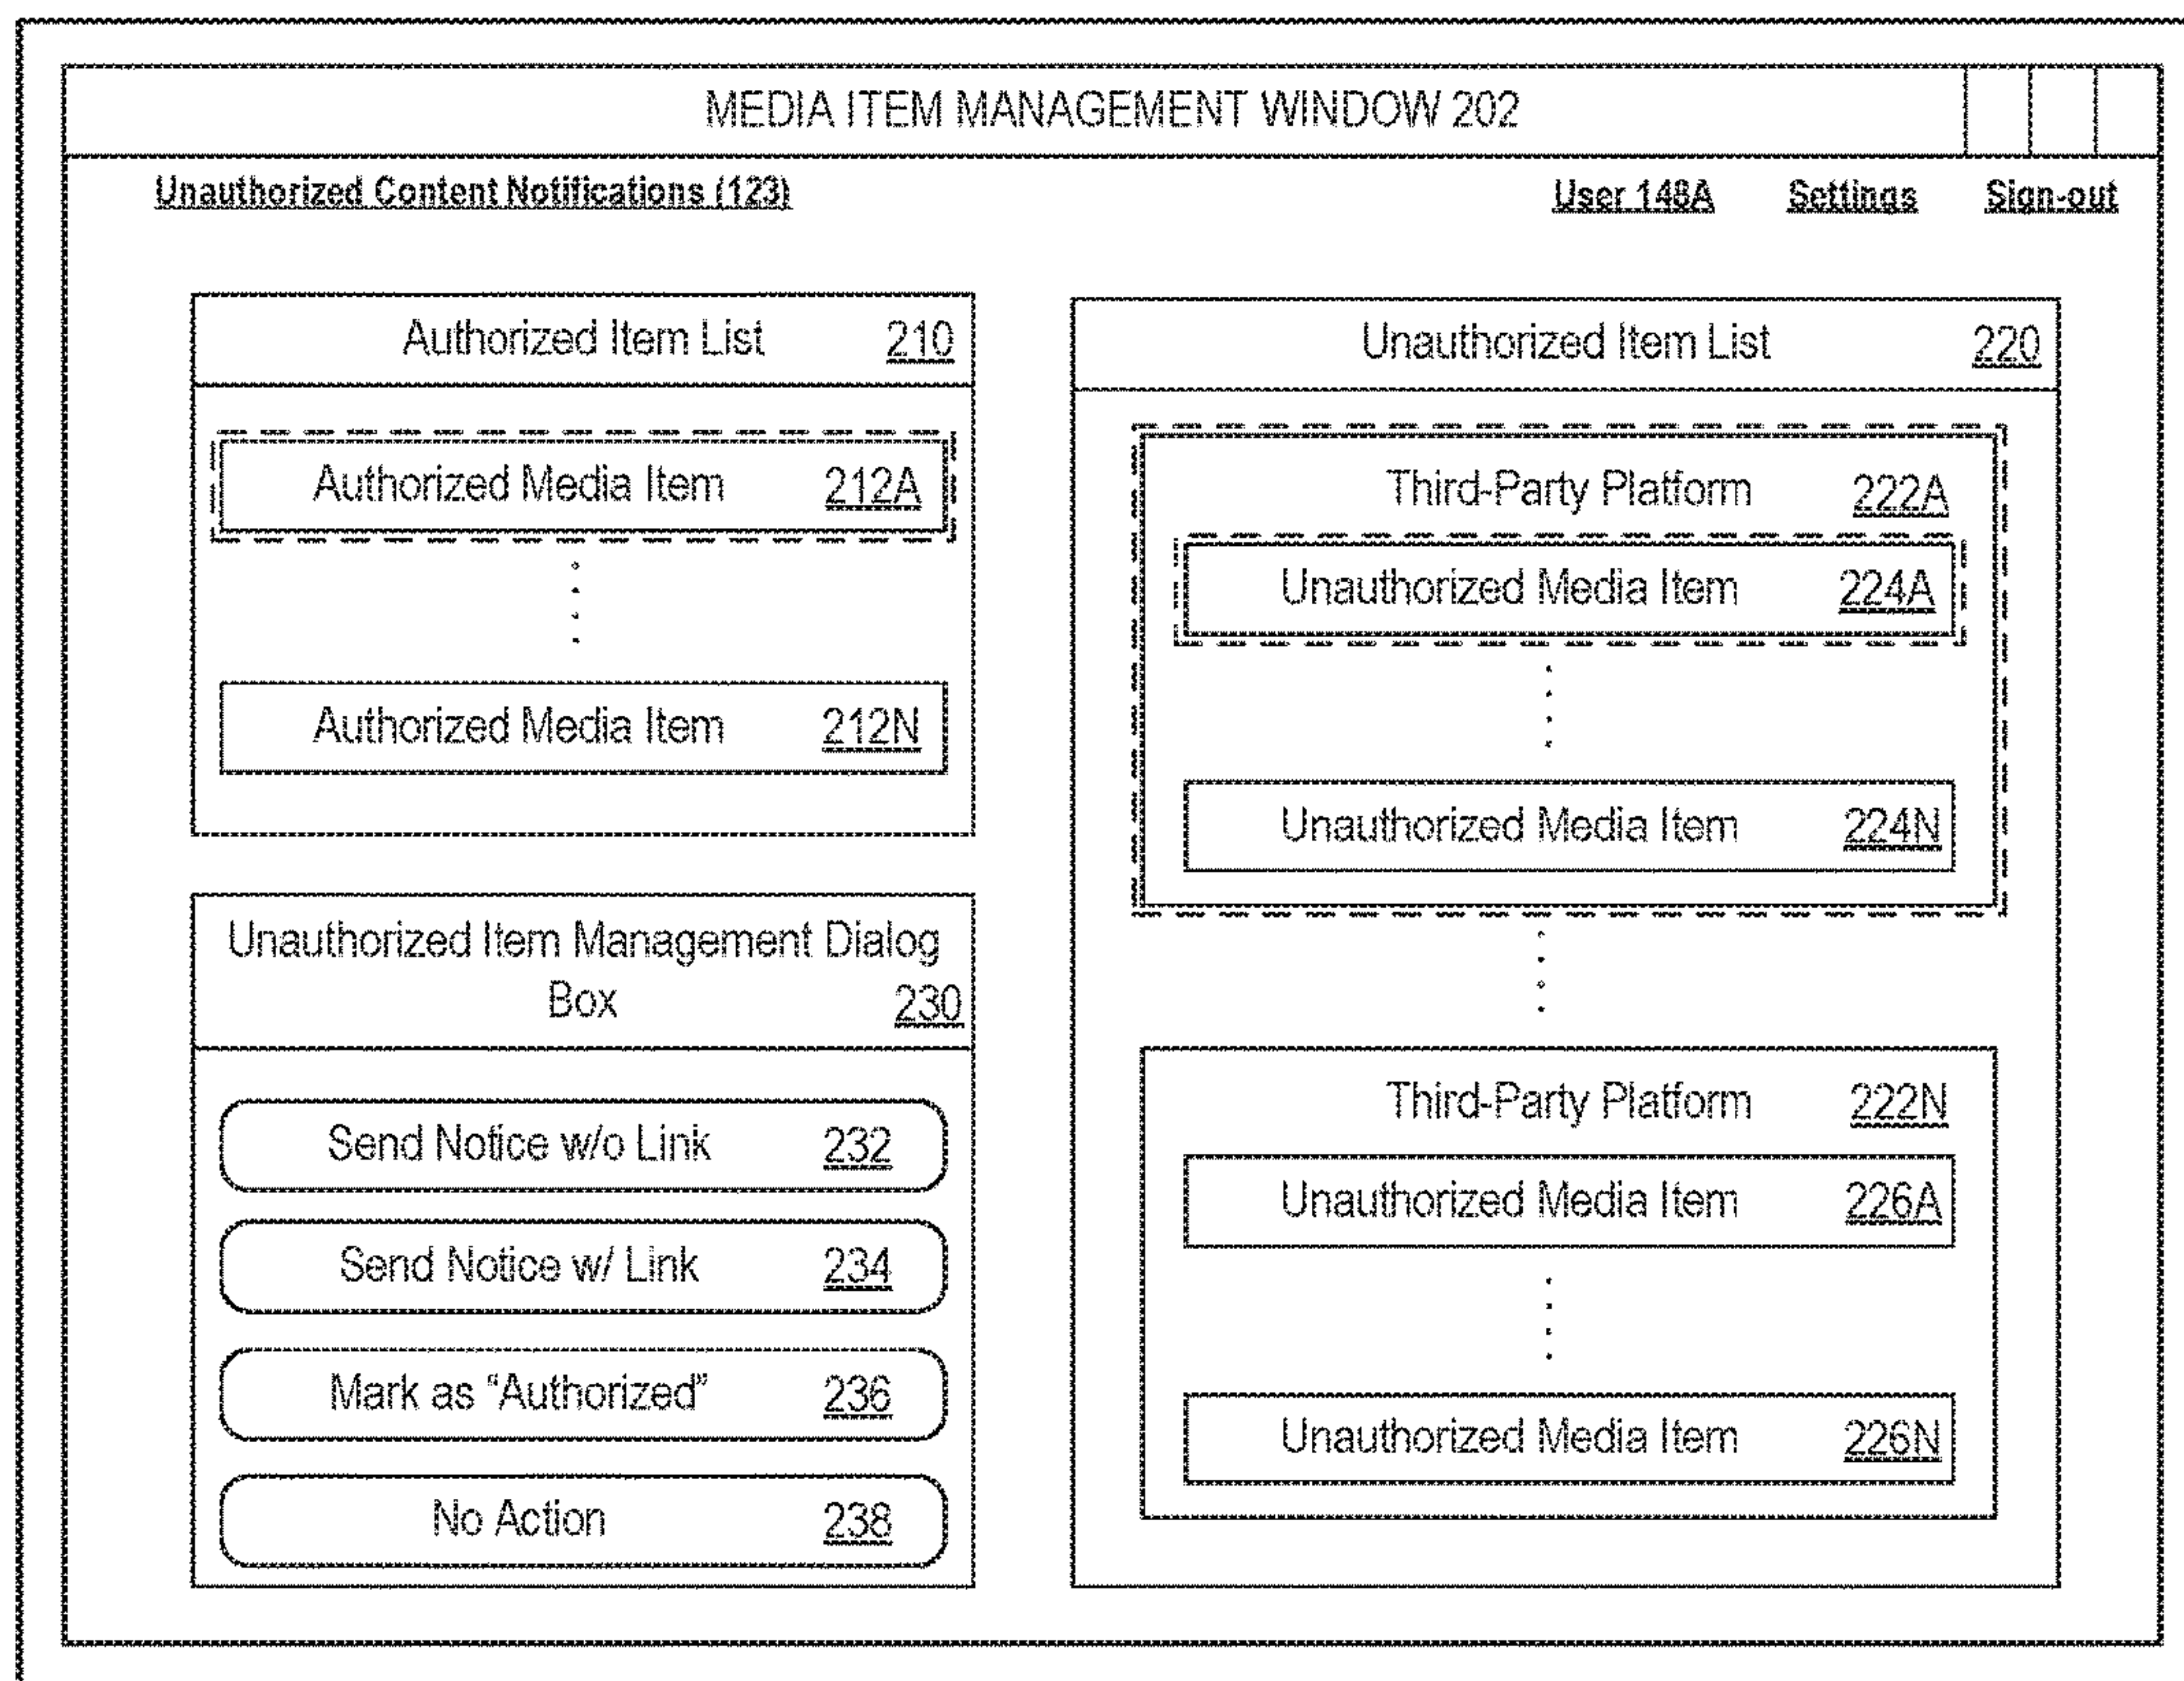 MEDIA ITEM MANAGEMENT WINDOW 202
Unauthorized Content Notifications (123) User 148A Settings Sign-out
Authorized Item List 210
Authorized Media Item 212A
Authorized Media Item 212N
Unauthorized Item Management Dialog
Box 230
Send Notice w/o Link 232
Send Notice w/ Link 234
Mark as “Authorized” 236
No Action 238
Unauthorized Item List 220
Third-Party Platform 222A
Unauthorized Media Item 224A
Unauthorized Media Item 224N
Third-Party Platform 222N
Unauthorized Media Item 226A
Unauthorized Media Item 226N